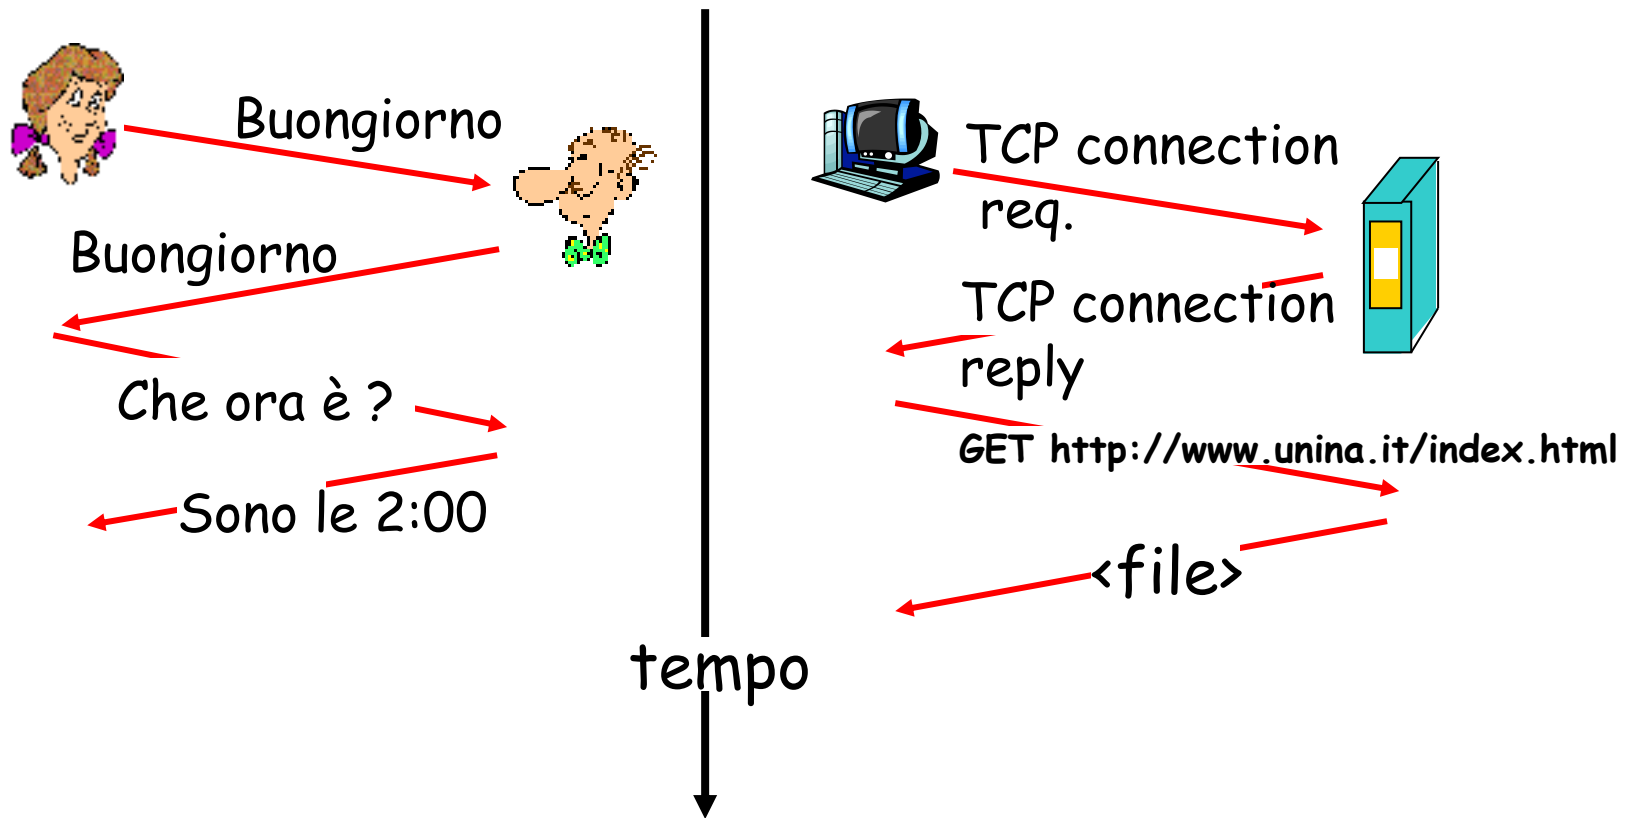 Buongiorno
Buongiorno
Che ora è ?
Sono le 2:00
tempo
TCP connection
req.
TCP connection
reply
GET http://www.unina.it/index.html
<file>